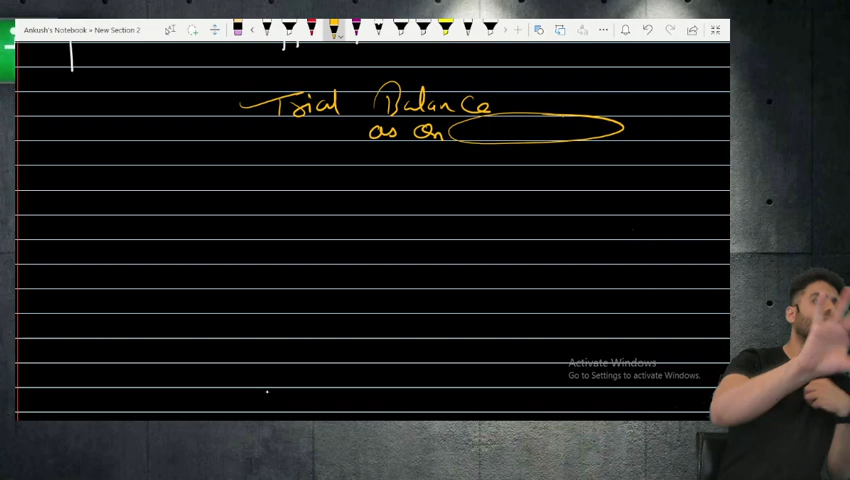 Ankush's Notebook » New Section 2
Trial Balance
as on
Activate Windows
Go to Settings to activate Windows.